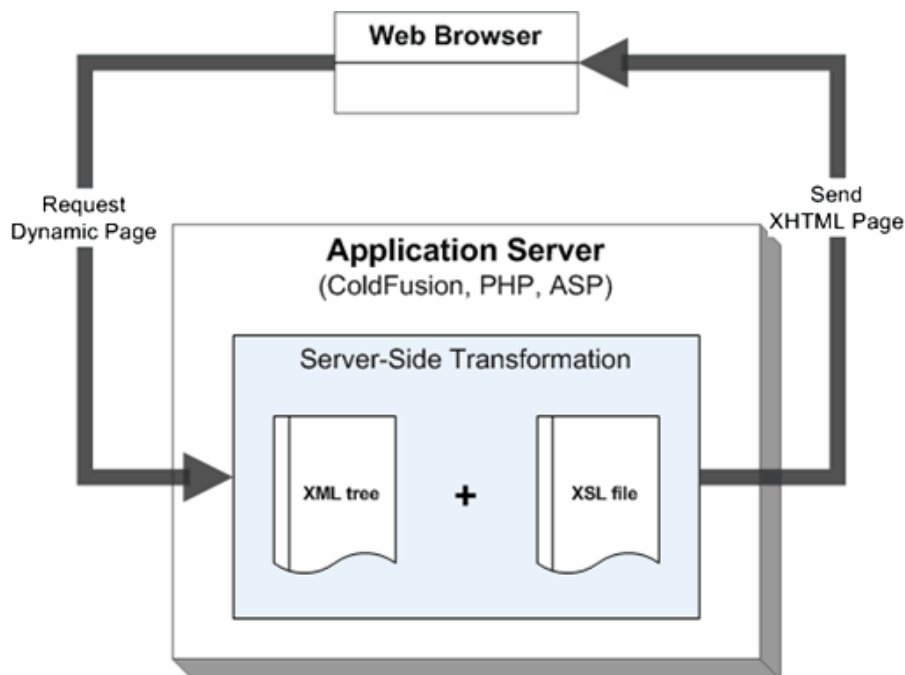 Web Browser
Request
Dynamic Page
Send
XHTML Page
Application Server
(ColdFusion, PHP, ASP)
Server-Side Transformation
XML tree
+
XSL file